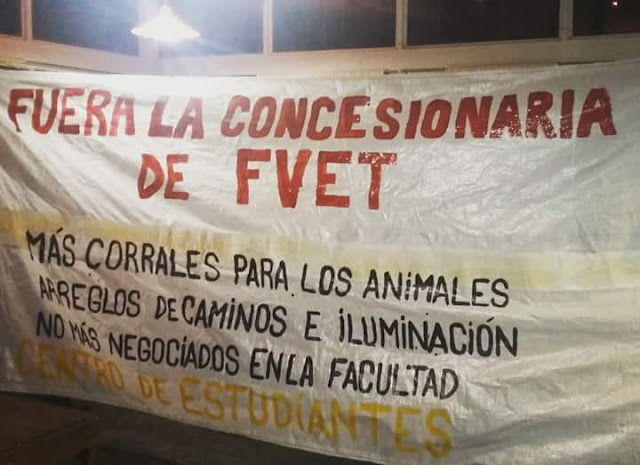 FUERA LA CONCESIONARIA
DE FVET
MÁS CORRALES PARA LOS ANIMALES
ARREGLOS DE CAMINOS E ILUMINACIÓN
NO MÁS NEGOCIADOS EN LA FACULTAD
CENTRO DE ESTUDIANTES